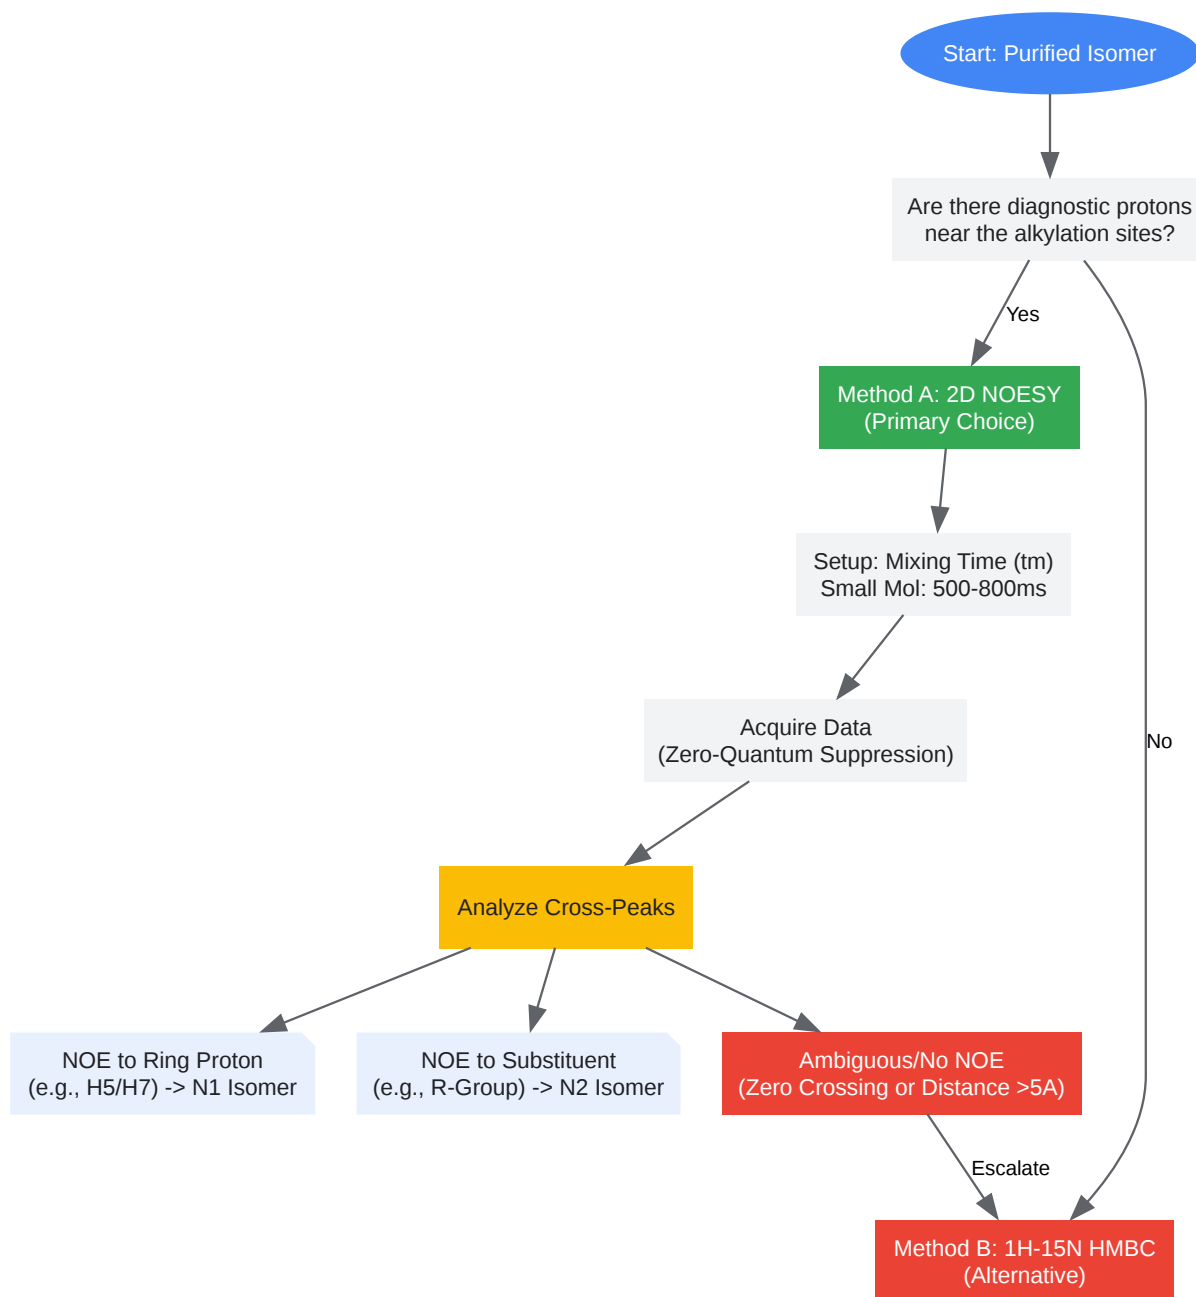 Start: Purified Isomer
Are there diagnostic protons
near the alkylation sites?
Yes
Method A: 2D NOESY
(Primary Choice)
Setup: Mixing Time (tm)
Small Mol: 500-800ms
Acquire Data
(Zero-Quantum Suppression)
No
Analyze Cross-Peaks
NOE to Ring Proton
(e.g., H5/H7) -> N1 Isomer
NOE to Substituent
(e.g., R-Group) -> N2 Isomer
Ambiguous/No NOE
(Zero Crossing or Distance >5A)
Escalate
Method B: 1H-15N HMBC
(Alternative)